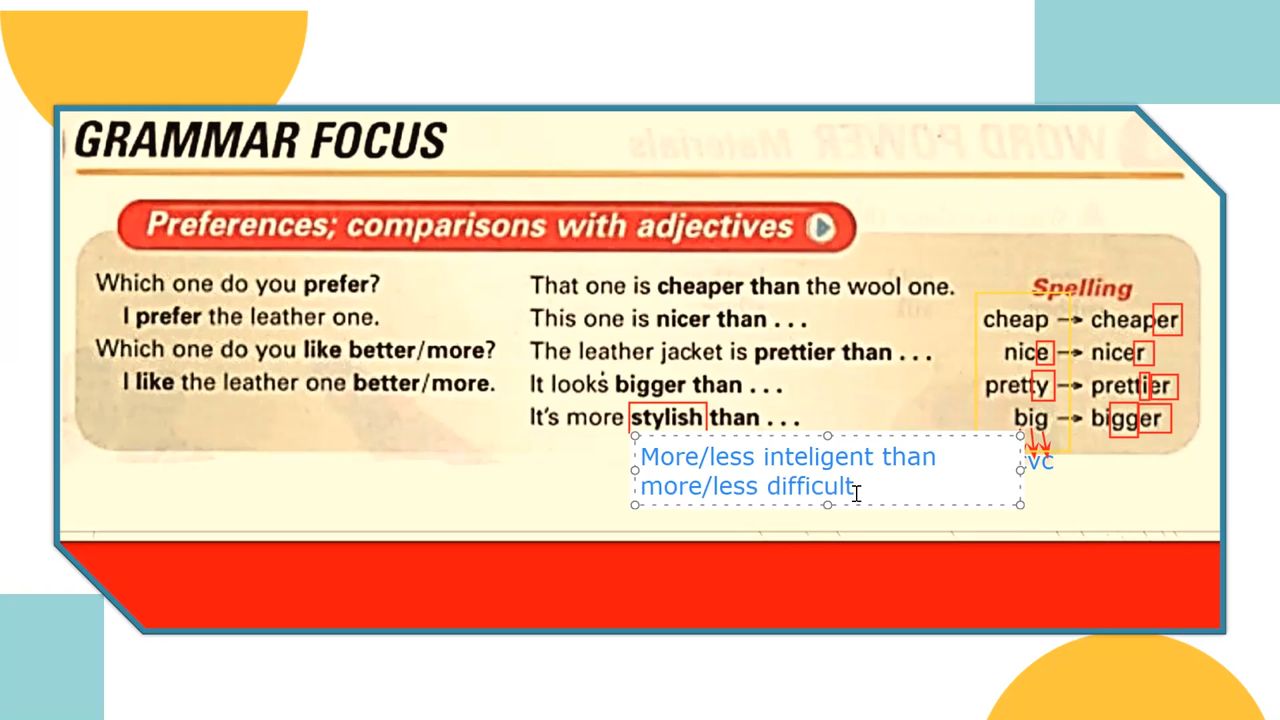 GRAMMAR FOCUS
WORD POWER Materials
Preferences; comparisons with adjectives
Which one do you prefer?
I prefer the leather one.
Which one do you like better/more?
I like the leather one better/more.
That one is cheaper than the wool one.
This one is nicer than . . .
The leather jacket is prettier than . . .
It looks bigger than . . .
It's more stylish than . . .
Spelling
cheap → cheaper
nice → nicer
pretty → prettier
big → bigger
vc
More/less inteligent than
more/less difficult